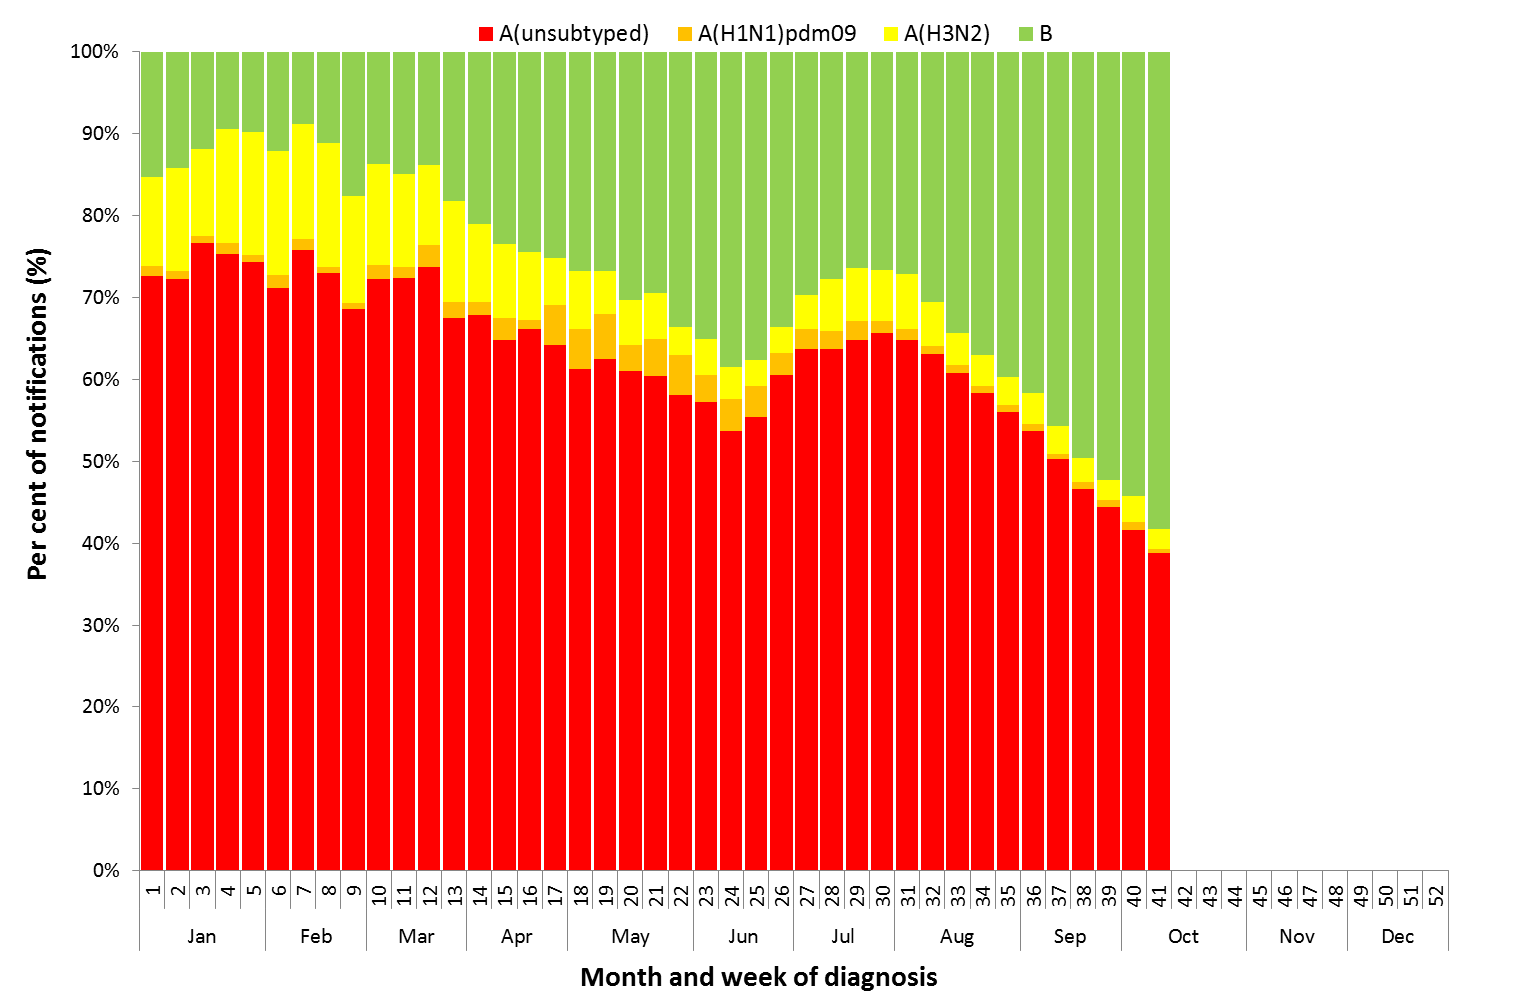 A(unsubtyped) A(H1N1)pdm09 A(H3N2) B
100%
90%
80%
70%
60%
50%
40%
30%
20%
10%
0%
Per cent of notifications (%)
1 2 3 4 5 6 7 8 9 10 11 12 13 14 15 16 17 18 19 20 21 22 23 24 25 26 27 28 29 30 31 32 33 34 35 36 37 38 39 40 41 42 43 44 45 46 47 48 49 50 51 52
Jan Feb Mar Apr May Jun Jul Aug Sep Oct Nov Dec
Month and week of diagnosis